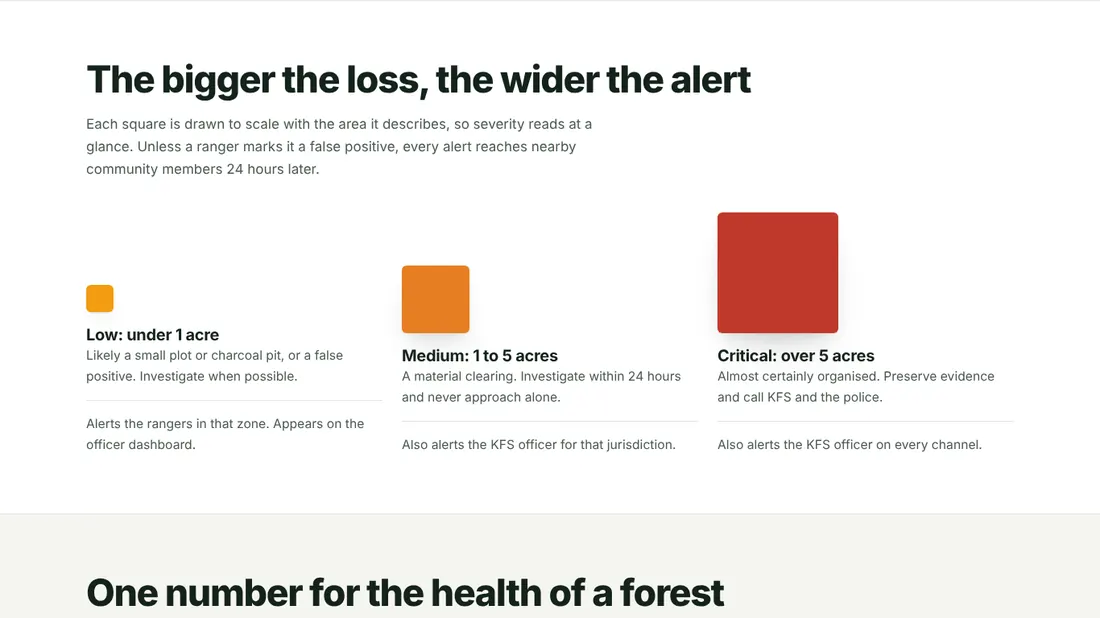 The bigger the loss, the wider the alert
Each square is drawn to scale with the area it describes, so severity reads at a
glance. Unless a ranger marks it a false positive, every alert reaches nearby
community members 24 hours later.
Low: under 1 acre
Likely a small plot or charcoal pit, or a false
positive. Investigate when possible.
Alerts the rangers in that zone. Appears on the
officer dashboard.
Medium: 1 to 5 acres
A material clearing. Investigate within 24 hours
and never approach alone.
Also alerts the KFS officer for that jurisdiction.
Critical: over 5 acres
Almost certainly organised. Preserve evidence
and call KFS and the police.
Also alerts the KFS officer on every channel.
One number for the health of a forest